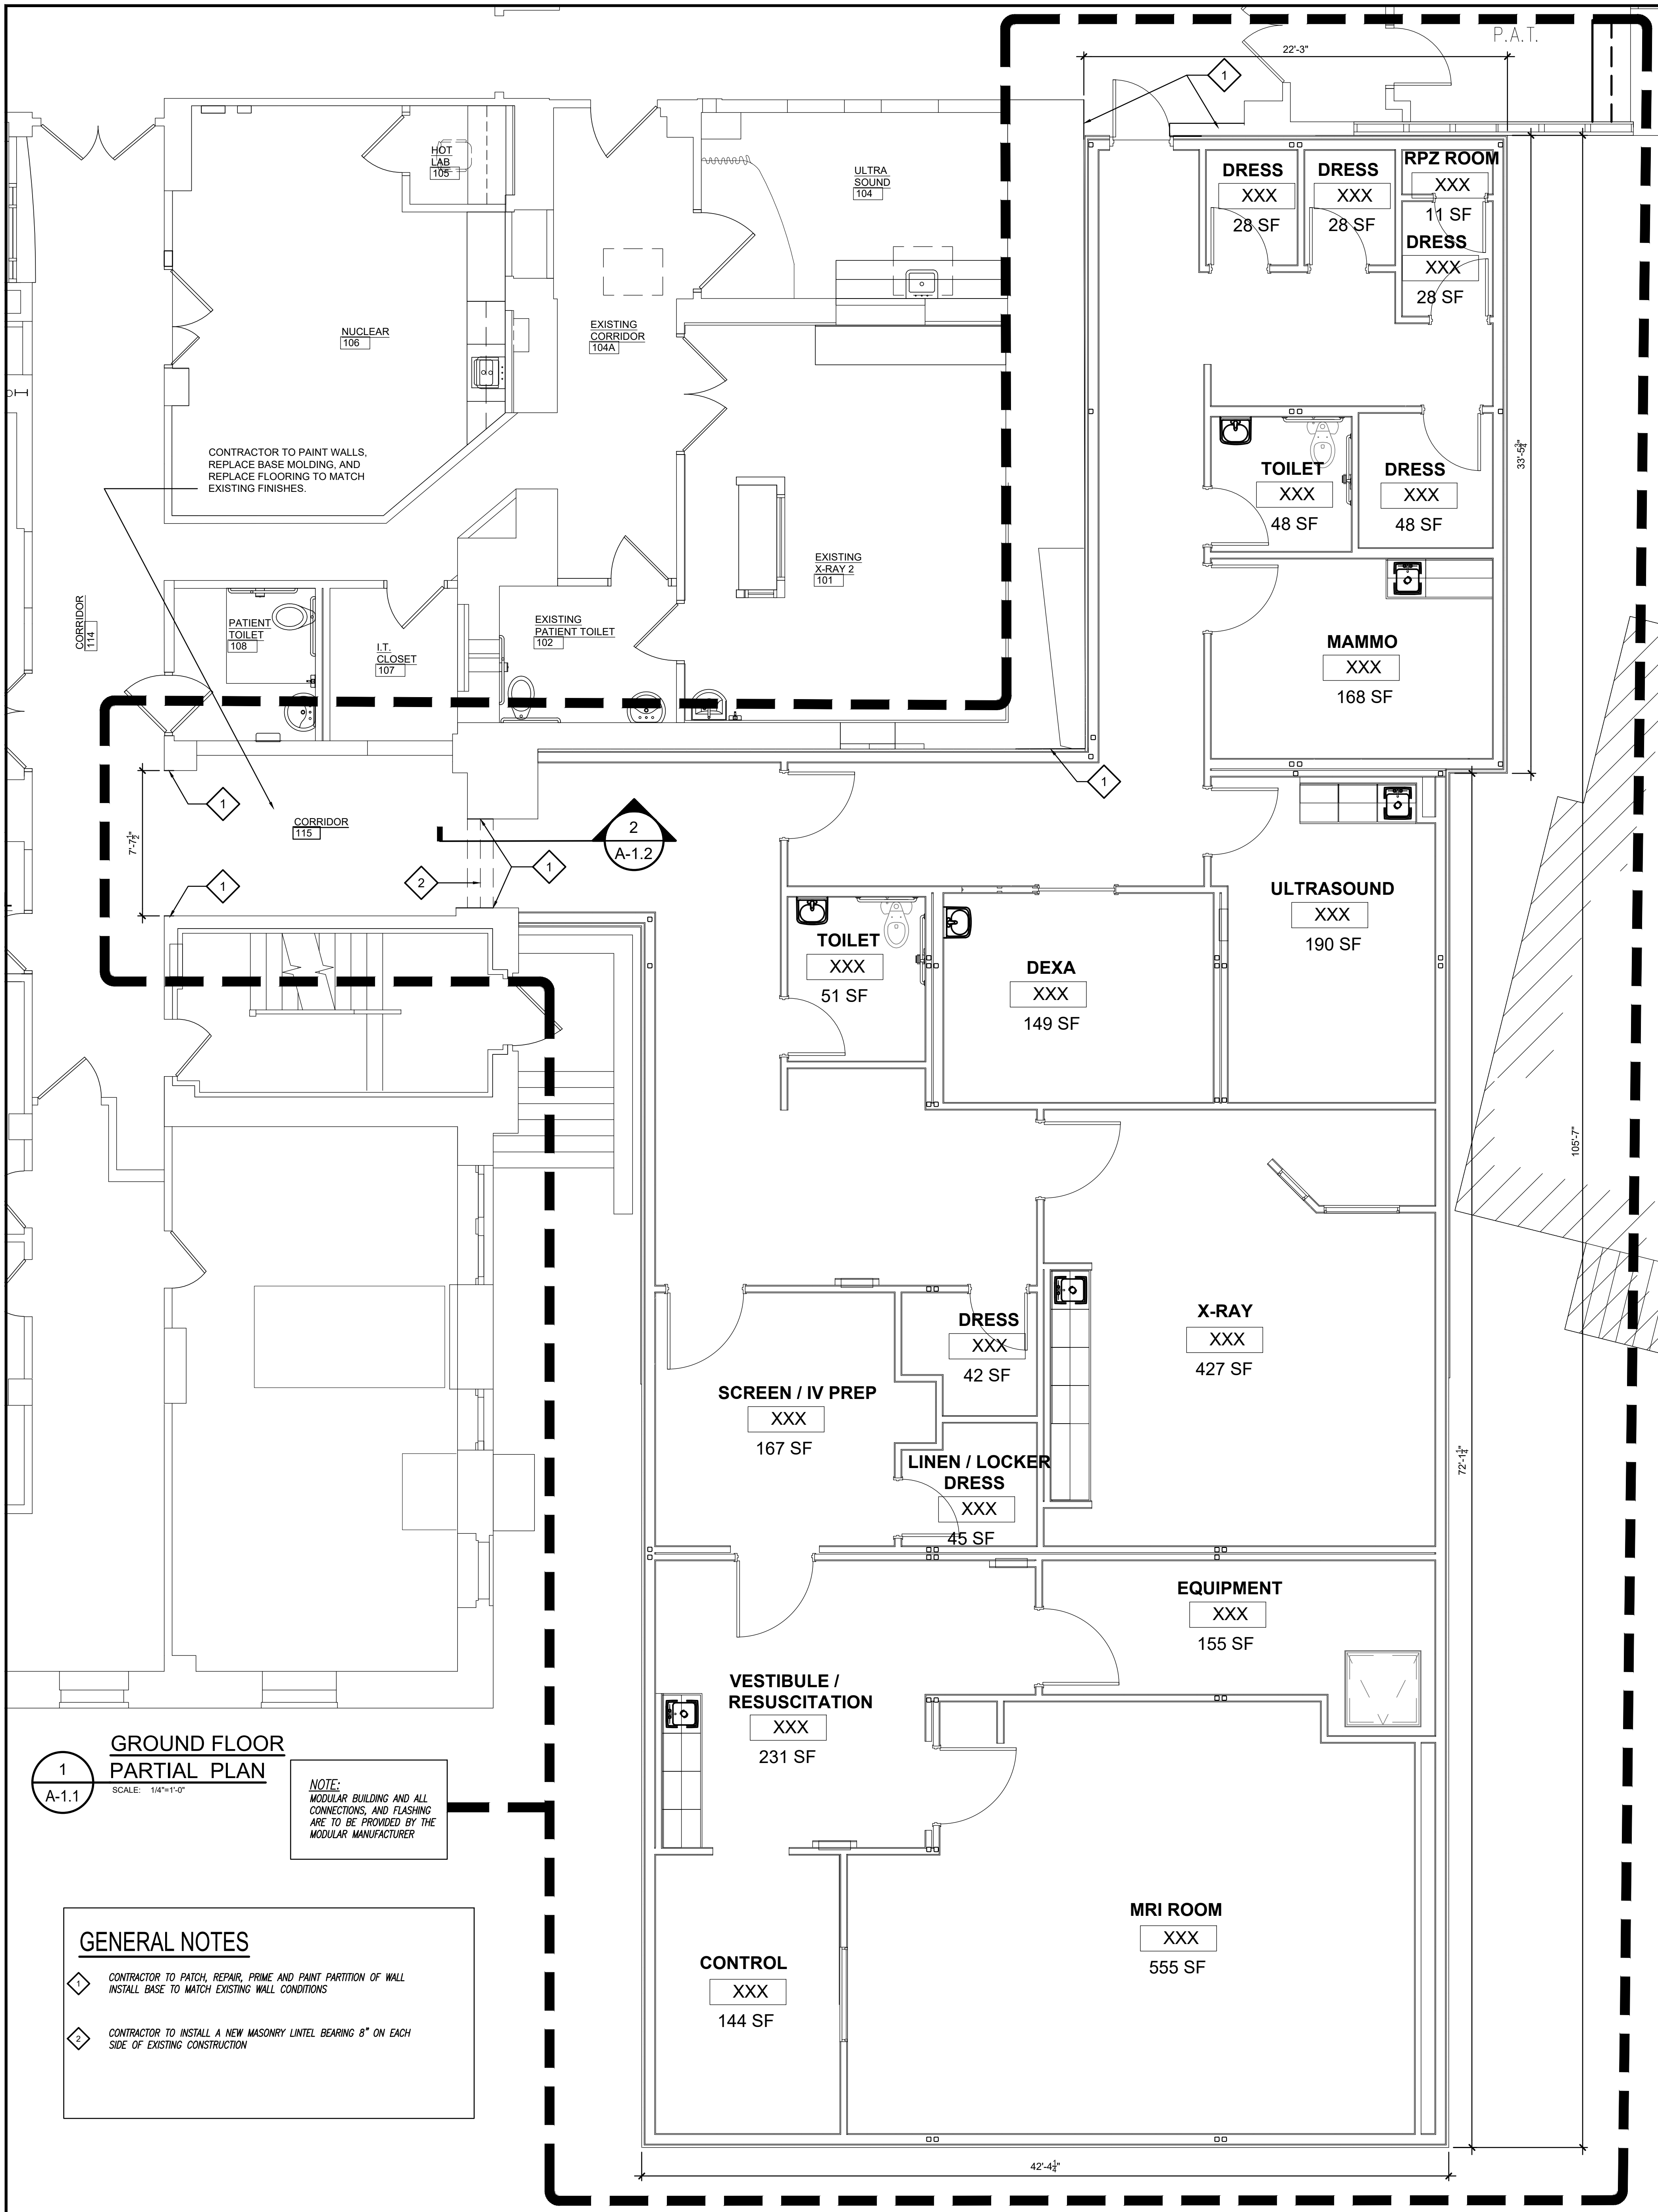 P.A.T.
22'-3"
1
HOT
LAB
105
ULTRA
SOUND
104
DRESS
XXX
28 SF
DRESS
XXX
28 SF
RPZ ROOM
XXX
11 SF
DRESS
XXX
28 SF
NUCLEAR
106
EXISTING
CORRIDOR
104A
CONTRACTOR TO PAINT WALLS,
REPLACE BASE MOLDING, AND
REPLACE FLOORING TO MATCH
EXISTING FINISHES.
33'-5¾"
TOILET
XXX
48 SF
DRESS
XXX
48 SF
EXISTING
X-RAY 2
101
CORRIDOR
114
PATIENT
TOILET
108
I.T.
CLOSET
107
EXISTING
PATIENT TOILET
102
MAMMO
XXX
168 SF
1
1
7'-7½"
CORRIDOR
115
2
A-1.2
1
2
1
ULTRASOUND
XXX
190 SF
TOILET
XXX
51 SF
DEXA
XXX
149 SF
105'-7"
X-RAY
XXX
427 SF
DRESS
XXX
42 SF
SCREEN / IV PREP
XXX
167 SF
LINEN / LOCKER
DRESS
XXX
45 SF
72'-1¼"
EQUIPMENT
XXX
155 SF
VESTIBULE /
RESUSCITATION
XXX
231 SF
1
A-1.1
GROUND FLOOR
PARTIAL PLAN
SCALE: 1/4"=1'-0"
NOTE:
MODULAR BUILDING AND ALL
CONNECTIONS, AND FLASHING
ARE TO BE PROVIDED BY THE
MODULAR MANUFACTURER
MRI ROOM
XXX
555 SF
CONTROL
XXX
144 SF
GENERAL NOTES
1 CONTRACTOR TO PATCH, REPAIR, PRIME AND PAINT PARTITION OF WALL
INSTALL BASE TO MATCH EXISTING WALL CONDITIONS
2 CONTRACTOR TO INSTALL A NEW MASONRY LINTEL BEARING 8" ON EACH
SIDE OF EXISTING CONSTRUCTION
42'-4¼"